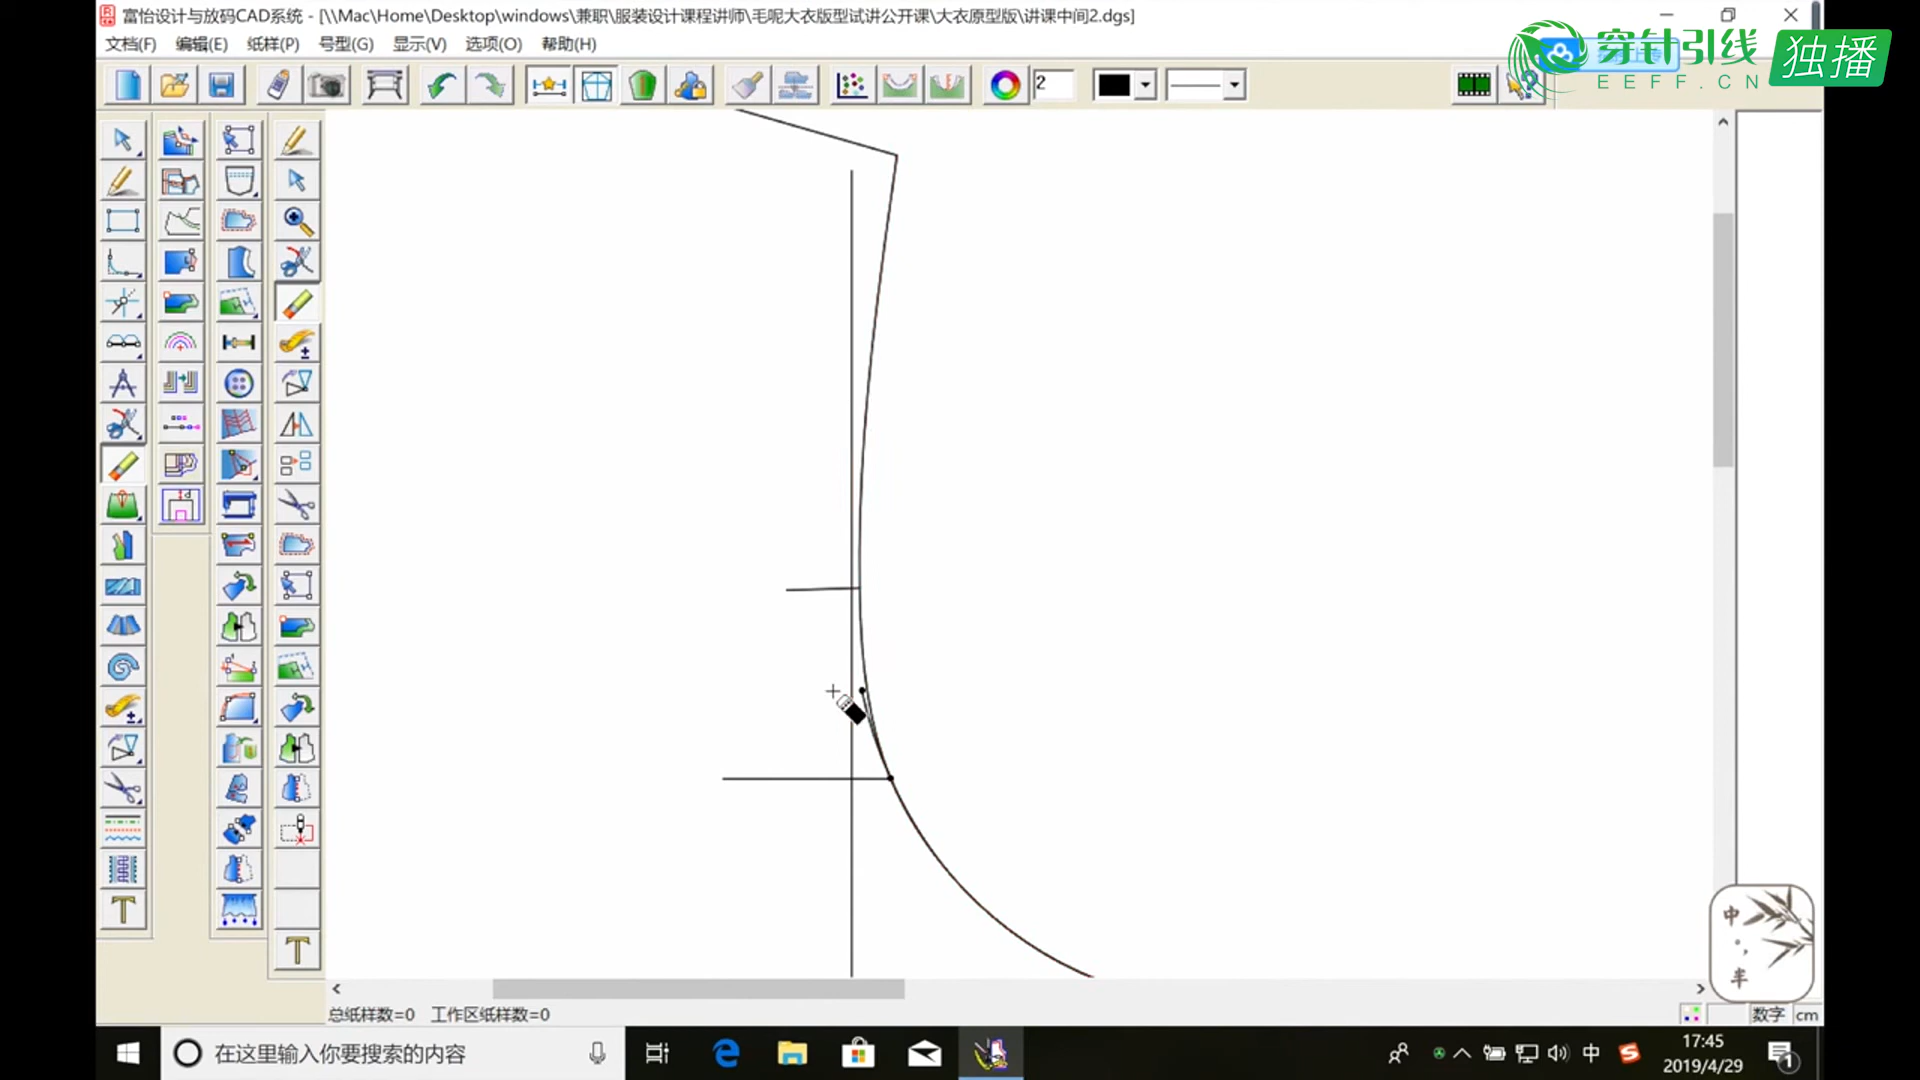 富怡设计与放码CAD系统 - [\\Mac\Home\Desktop\windows\兼职\服装设计课程讲师\毛呢大衣版型试讲公开课\大衣原型版\讲课中间2.dgs]
文档(F) 编辑(E) 纸样(P) 号型(G) 显示(V) 选项(O) 帮助(H)
穿针引线
EEFF.CN
独播
2
T
T
中
半
总纸样数=0 工作区纸样数=0
数字 cm
在这里输入你要搜索的内容
中
17:45
2019/4/29
1